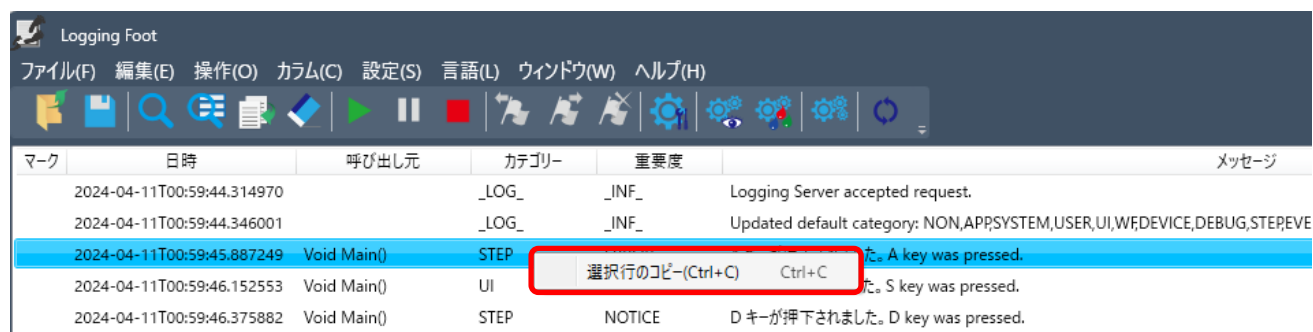 Logging Foot
ファイル(F) 編集(E) 操作(O) カラム(C) 設定(S) 言語(L) ウィンドウ(W) ヘルプ(H)
マーク 日時 呼び出し元 カテゴリー 重要度 メッセージ
2024-04-11T00:59:44.314970 _LOG_ _INF_ Logging Server accepted request.
2024-04-11T00:59:44.346001 _LOG_ _INF_ Updated default category: NON,APP,SYSTEM,USER,UI,WF,DEVICE,DEBUG,STEP,EVE
2024-04-11T00:59:45.887249 Void Main() STEP た。A key was pressed.
選択行のコピー(Ctrl+C) Ctrl+C
2024-04-11T00:59:46.152553 Void Main() UI た。S key was pressed.
2024-04-11T00:59:46.375882 Void Main() STEP NOTICE D キーが押下されました。D key was pressed.